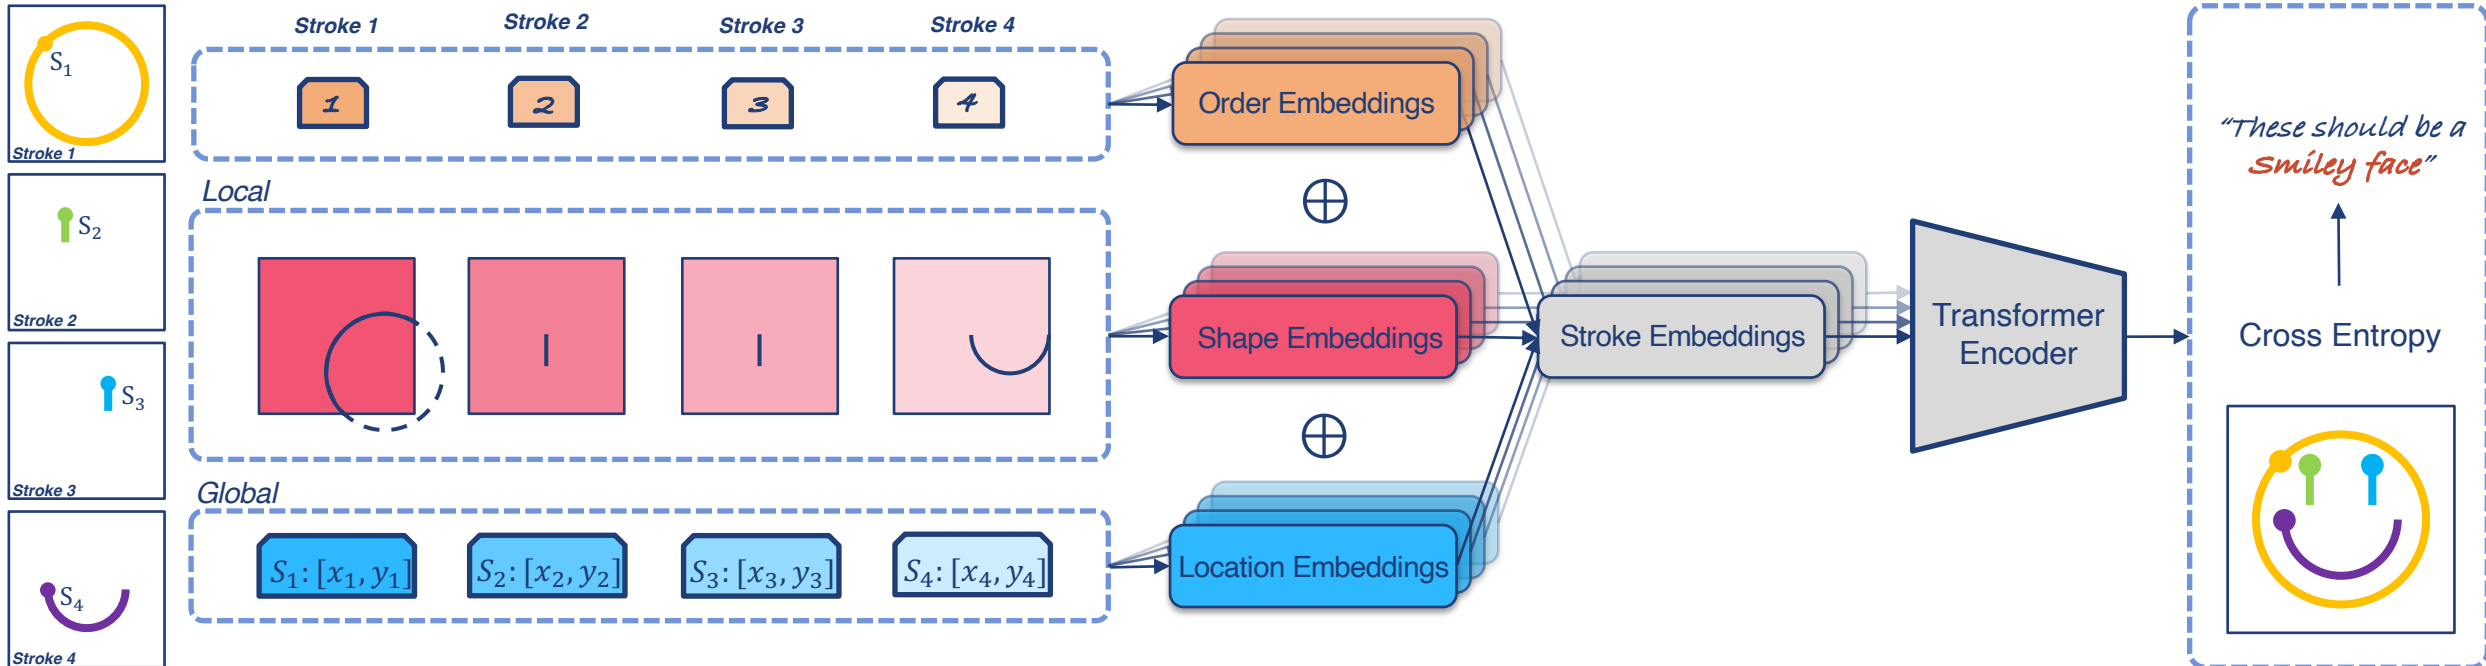 S₁
Stroke 1
S₂
Stroke 2
S₃
Stroke 3
S₄
Stroke 4
Stroke 1 Stroke 2 Stroke 3 Stroke 4
1 2 3 4
Local
Global
S₁: [x₁, y₁] S₂: [x₂, y₂] S₃: [x₃, y₃] S₄: [x₄, y₄]
Order Embeddings
Shape Embeddings
Location Embeddings
Stroke Embeddings
Transformer
Encoder
"These should be a
smiley face"
Cross Entropy